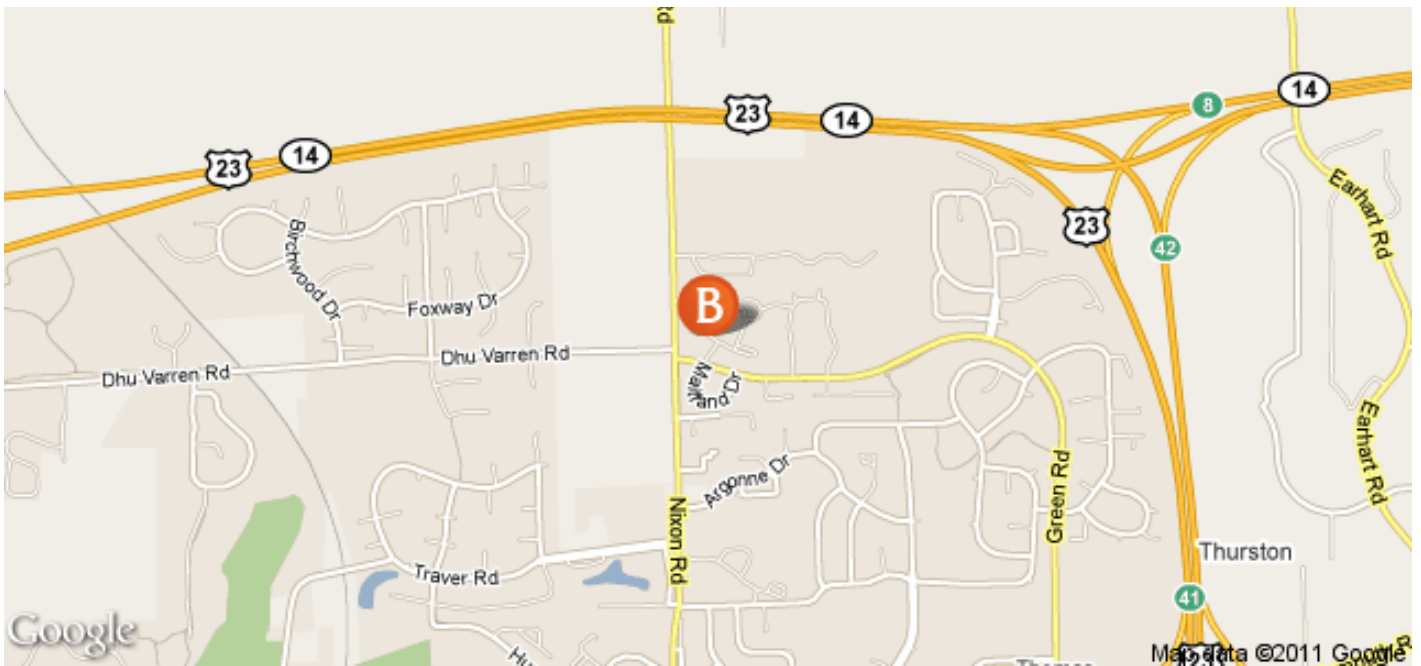 Rd
8
14
23
14
14
23
Earhart Rd
23
42
Birchwood Dr
B
Foxway Dr
Dhu Varren Rd
Dhu Varren Rd
Maitland Dr
Earhart Rd
Argonne Dr
Green Rd
Nixon Rd
Thurston
Traver Rd
41
Google
Map data ©2011 Google